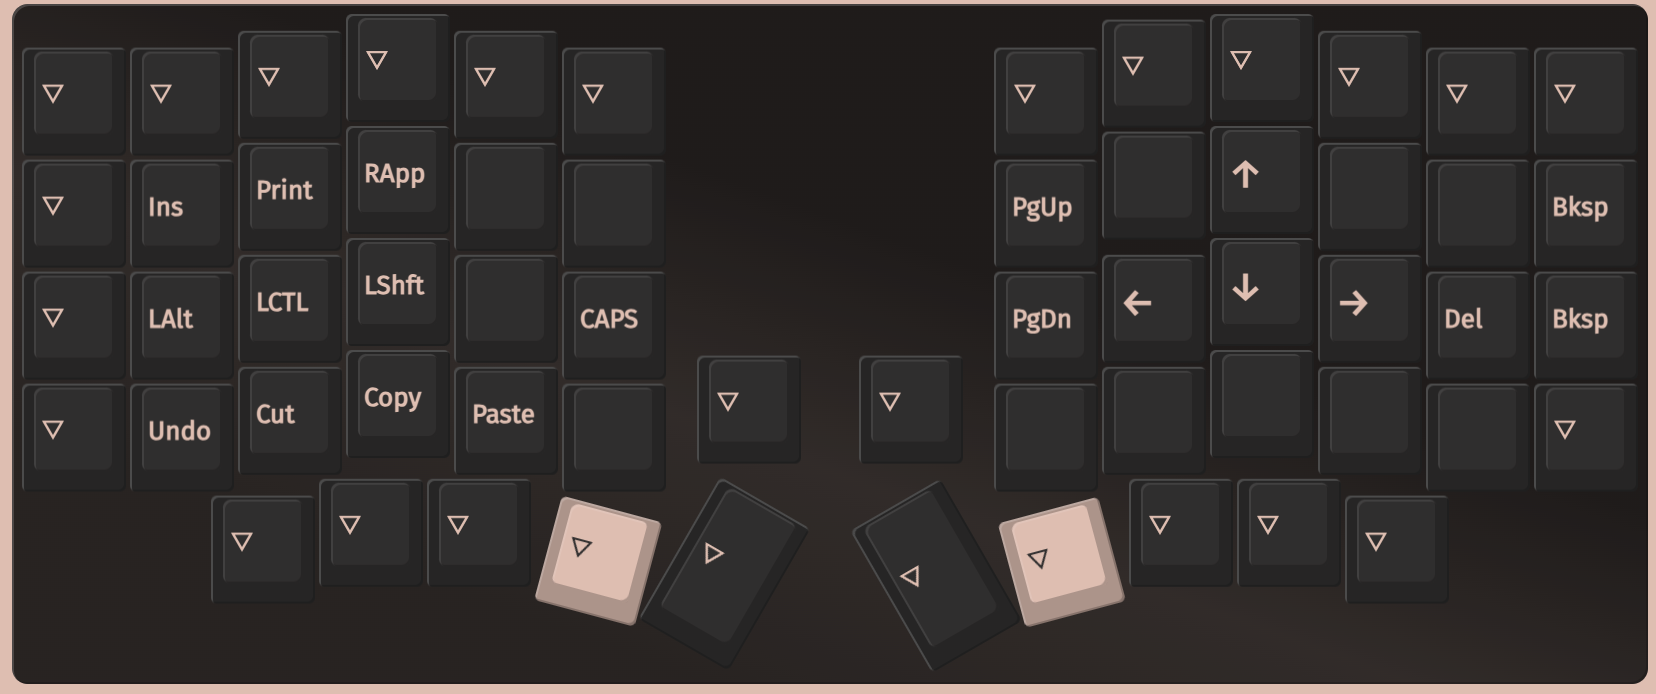 ▽ ▽ ▽ ▽ ▽ ▽ ▽ ▽ ▽ ▽ ▽ ▽
▽ Ins Print RApp PgUp ↑ Bksp
▽ LAlt LCTL LShft CAPS PgDn ← ↓ → Del Bksp
▽ Undo Cut Copy Paste ▽ ▽ ▽
▽ ▽ ▽ ▽ ▷ ◁ ▽ ▽ ▽ ▽